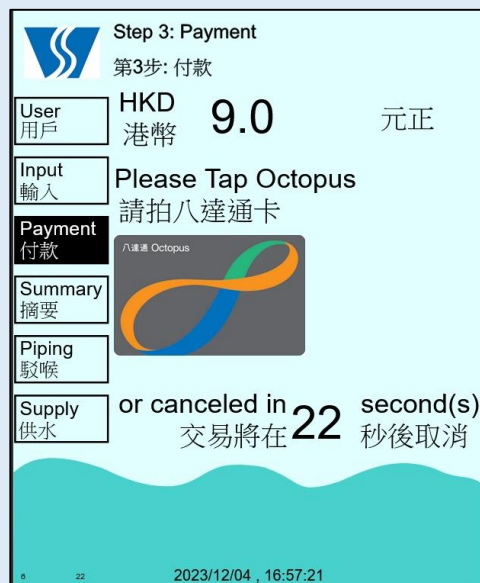 Step 3: Payment
第3步: 付款
User
用戶
HKD
港幣
9.0
元正
Input
輸入
Please Tap Octopus
請拍八達通卡
Payment
付款
八達通 Octopus
Summary
摘要
Piping
駁喉
Supply
供水
or canceled in 22 second(s)
交易將在 秒後取消
6 22
2023/12/04 , 16:57:21